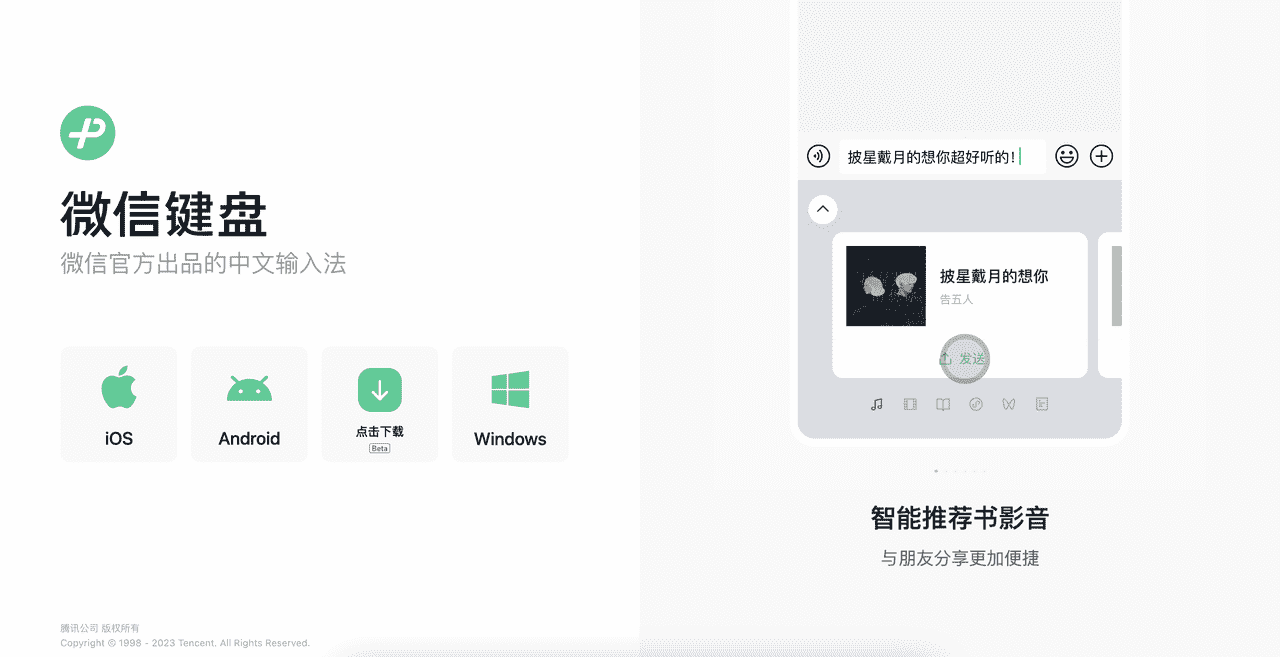 微信键盘
微信官方出品的中文输入法
iOS
Android
点击下载
Beta
Windows
腾讯公司 版权所有
Copyright © 1998 - 2023 Tencent. All Rights Reserved.
披星戴月的想你超好听的!
披星戴月的想你
告五人
发送
智能推荐书影音
与朋友分享更加便捷